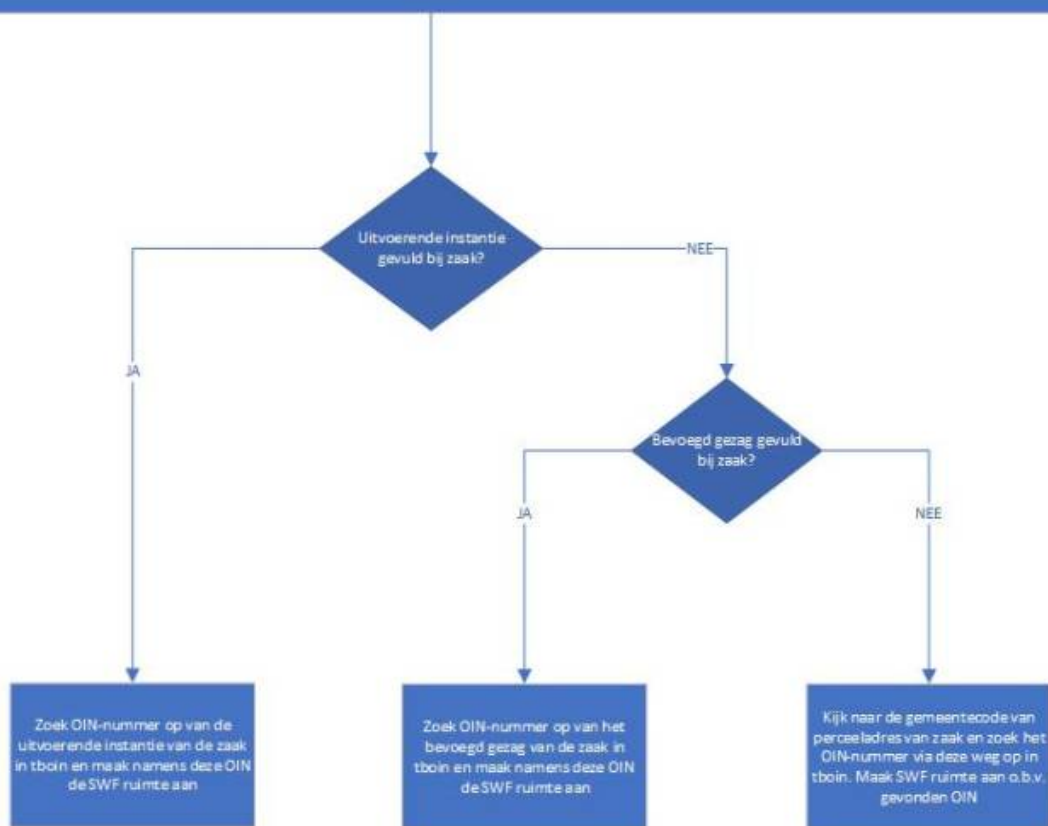 Uitvoerende instantie
gevuld bij zaak?
NEE
JA
Bevoegd gezag gevuld
bij zaak?
JA
NEE
Zoek OIN-nummer op van de
uitvoerende instantie van de zaak
in tboin en maak namens deze OIN
de SWF ruimte aan
Zoek OIN-nummer op van het
bevoegd gezag van de zaak in
tboin en maak namens deze OIN
de SWF ruimte aan
Kijk naar de gemeentecode van
perceeladres van zaak en zoek het
OIN-nummer via deze weg op in
tboin. Maak SWF ruimte aan o.b.v.
gevonden OIN